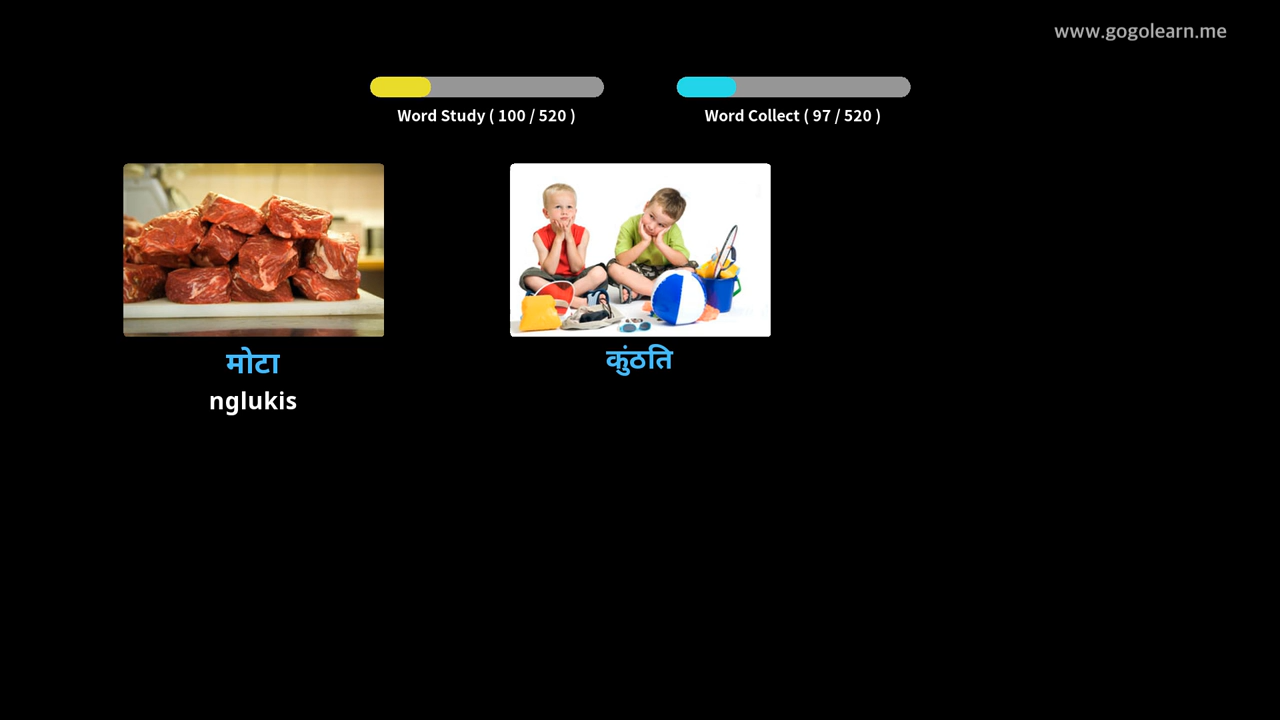 www.gogolearn.me
Word Study ( 100 / 520 )
Word Collect ( 97 / 520 )
मोटा
कुंठति
nglukis